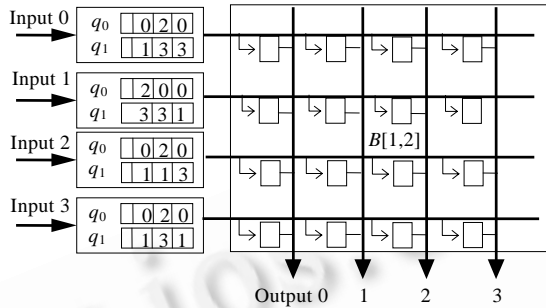 Input 0
q0 0 2 0
q1 1 3 3
Input 1
q0 2 0 0
q1 3 3 1
B[1,2]
Input 2
q0 0 2 0
q1 1 1 3
Input 3
q0 0 2 0
q1 1 3 1
Output 0 1 2 3